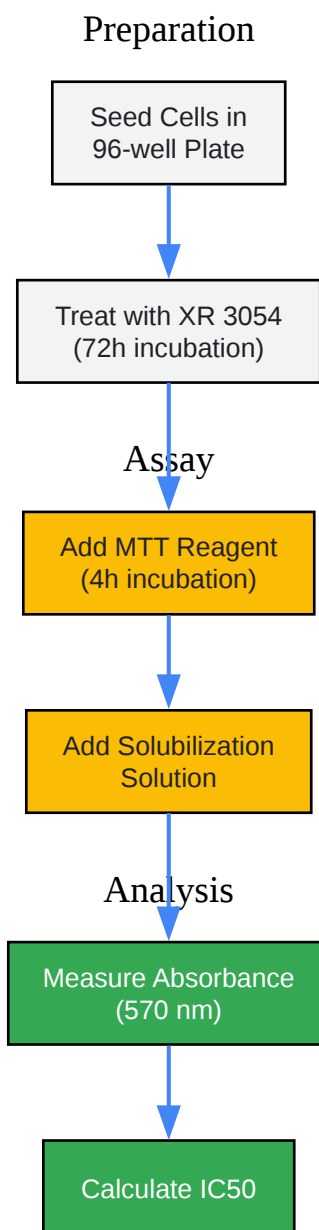 Preparation
Seed Cells in
96-well Plate
Treat with XR 3054
(72h incubation)
Assay
Add MTT Reagent
(4h incubation)
Add Solubilization
Solution
Analysis
Measure Absorbance
(570 nm)
Calculate IC50